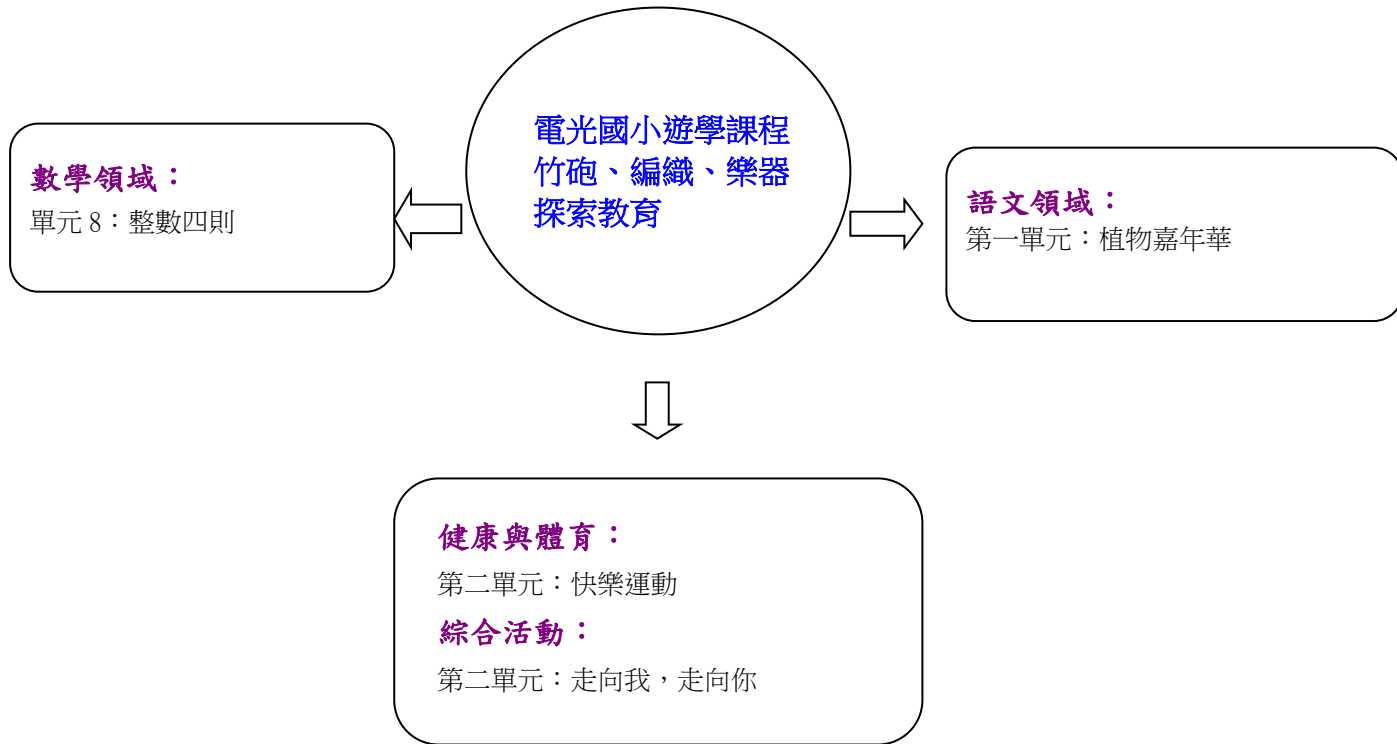 電光國小遊學課程
竹砲、編織、樂器
探索教育
數學領域：
單元 8：整數四則
語文領域：
第一單元：植物嘉年華
健康與體育：
第二單元：快樂運動
綜合活動：
第二單元：走向我，走向你